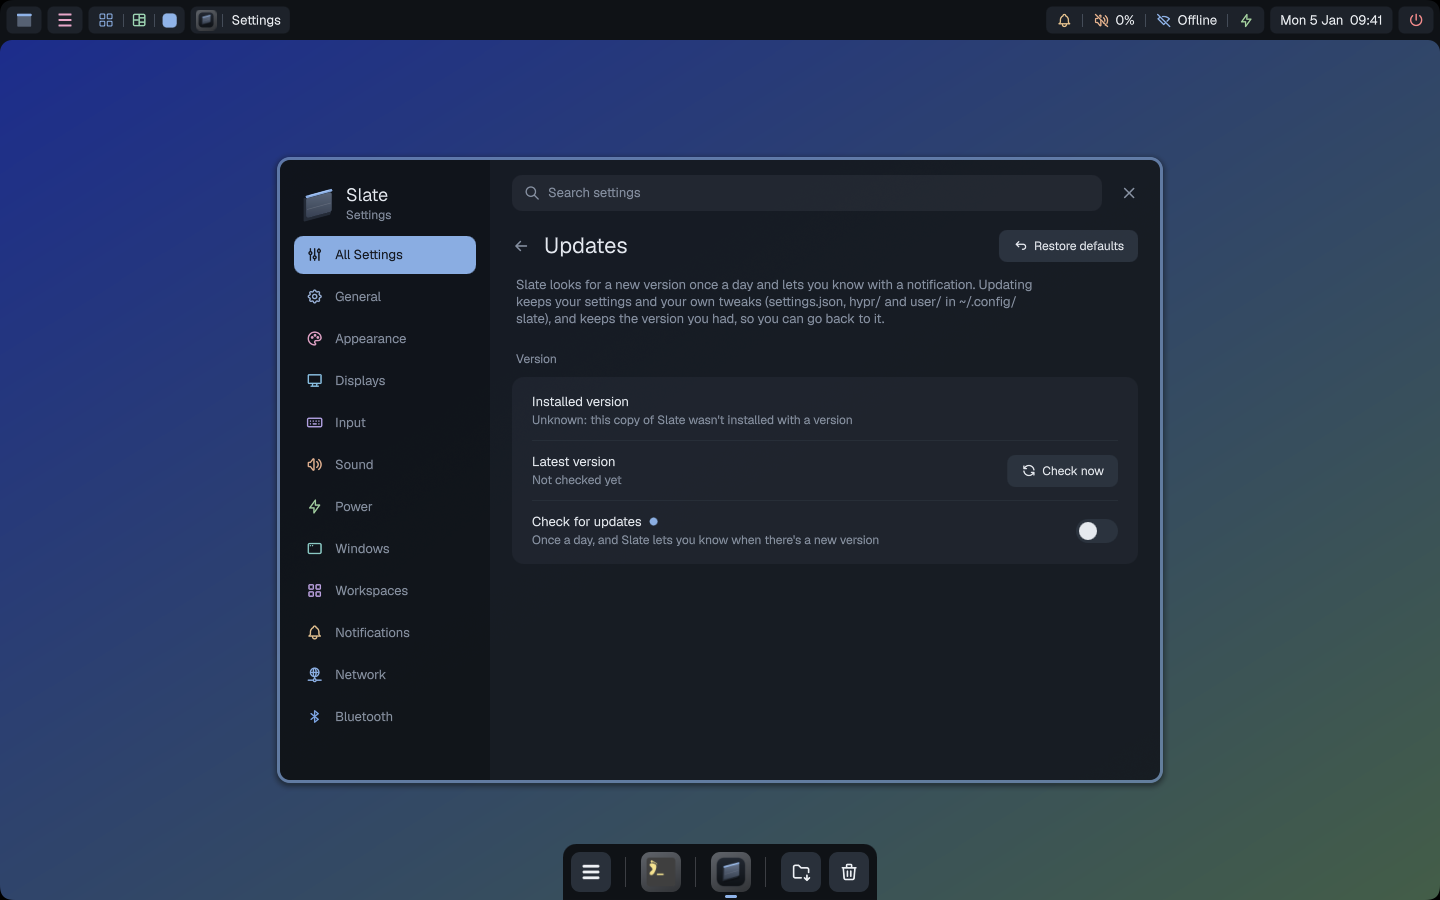 Settings
0%
Offline
Mon 5 Jan 09:41
Slate
Settings
Search settings
All Settings
General
Appearance
Displays
Input
Sound
Power
Windows
Workspaces
Notifications
Network
Bluetooth
Updates
Restore defaults
Slate looks for a new version once a day and lets you know with a notification. Updating
keeps your settings and your own tweaks (settings.json, hypr/ and user/ in ~/.config/
slate), and keeps the version you had, so you can go back to it.
Version
Installed version
Unknown: this copy of Slate wasn't installed with a version
Latest version
Not checked yet
Check now
Check for updates
Once a day, and Slate lets you know when there's a new version